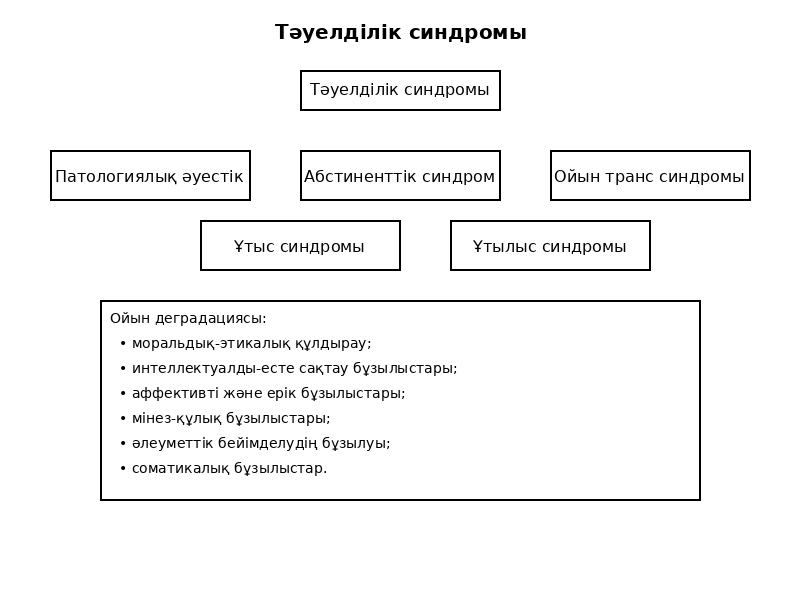 Тәуелділік синдромы
Тәуелділік синдромы
Патологиялық әуестік
Абстиненттік синдром
Ойын транс синдромы
Ұтыс синдромы
Ұтылыс синдромы
Ойын деградациясы:
• моральдық-этикалық құлдырау;
• интеллектуалды-есте сақтау бұзылыстары;
• аффективті және ерік бұзылыстары;
• мінез-құлық бұзылыстары;
• әлеуметтік бейімделудің бұзылуы;
• соматикалық бұзылыстар.